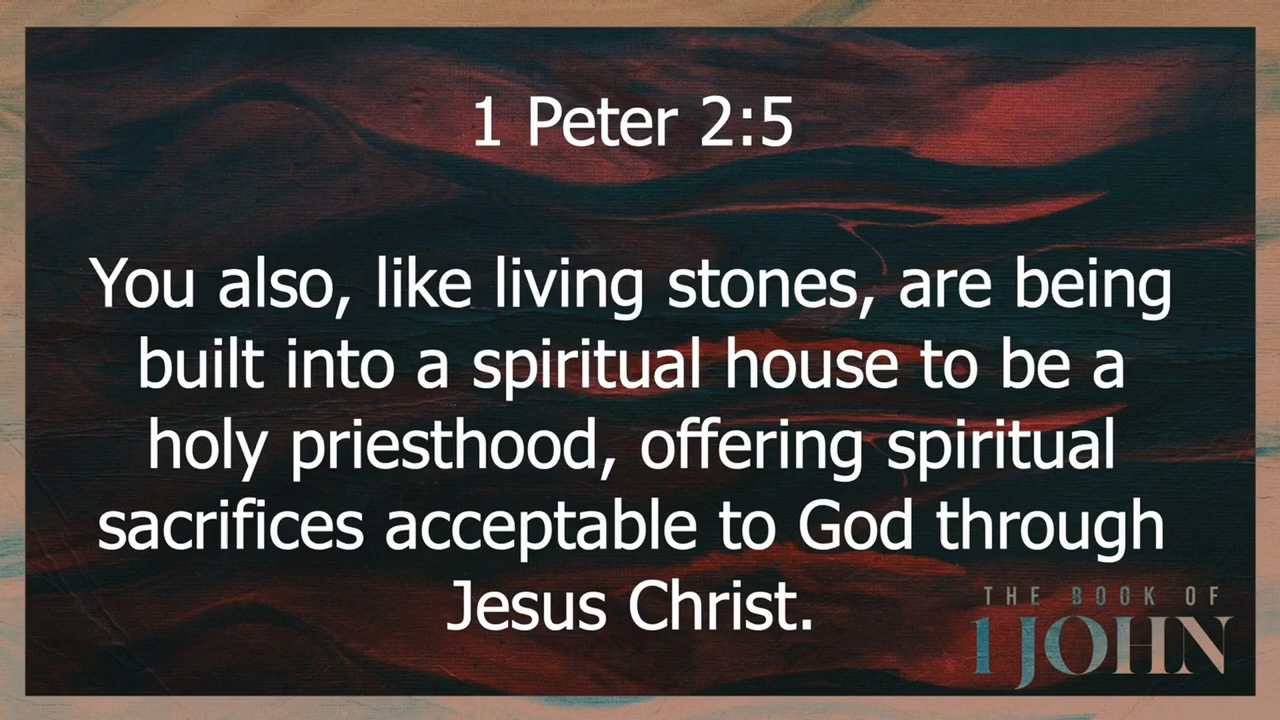 1 Peter 2:5
You also, like living stones, are being
built into a spiritual house to be a
holy priesthood, offering spiritual
sacrifices acceptable to God through
Jesus Christ.
THE BOOK OF
1 JOHN